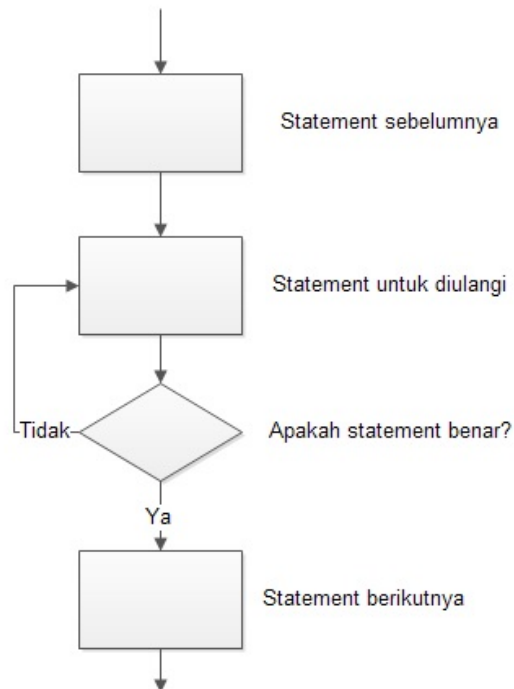 Statement sebelumnya
Statement untuk diulangi
Tidak
Apakah statement benar?
Ya
Statement berikutnya